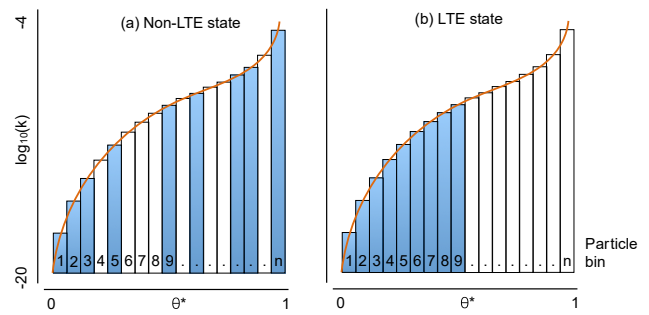 (a) Non-LTE state
(b) LTE state
-4
log₁₀(k)
-20
1 2 3 4 5 6 7 8 9 . . . . . . . n
1 2 3 4 5 6 7 8 9 . . . . . . . n
Particle
bin
0 θ* 1
0 θ* 1